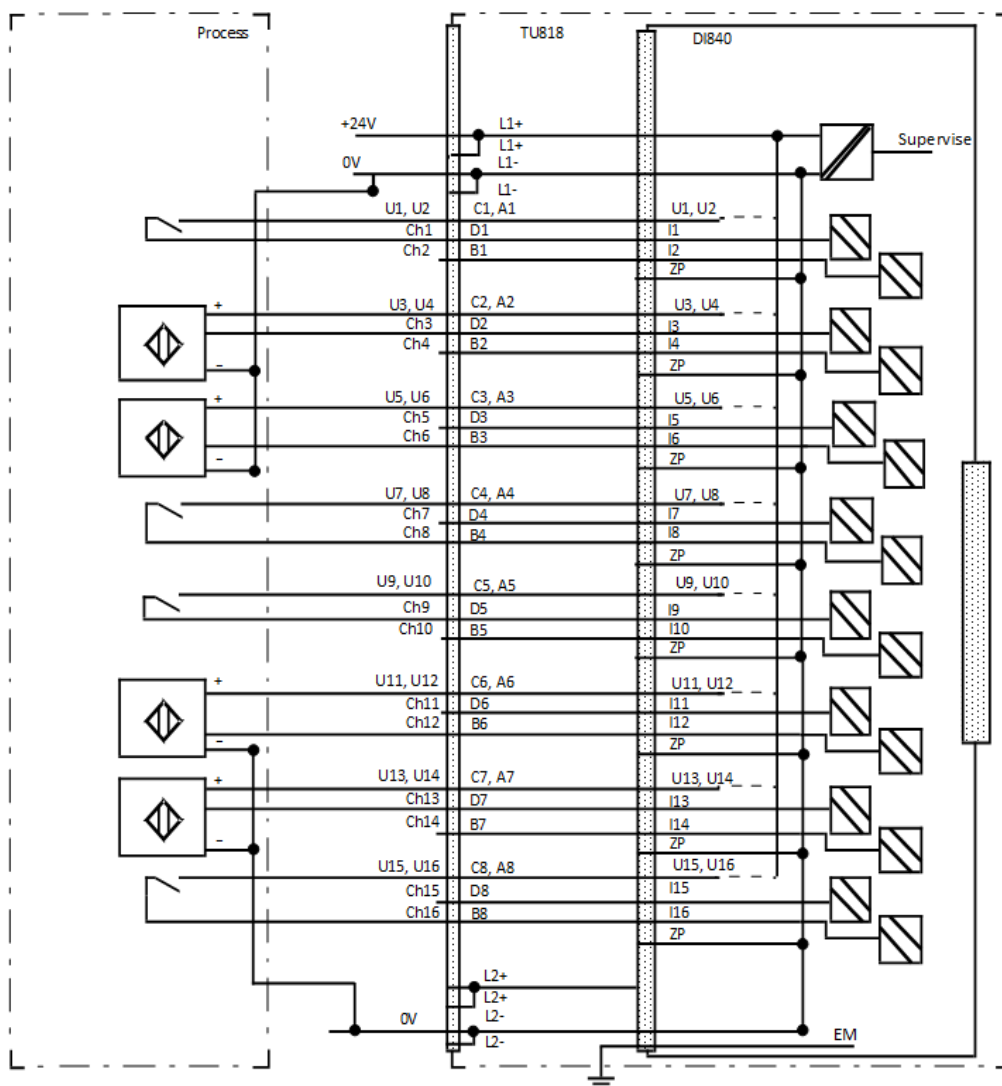 Process TU818 DI840
+24V L1+
L1+
Supervise
0V L1-
L1-
U1, U2 C1, A1 U1, U2
Ch1 D1 I1
Ch2 B1 I2
ZP
+ U3, U4 C2, A2 U3, U4
Ch3 D2 I3
Ch4 B2 I4
− ZP
+ U5, U6 C3, A3 U5, U6
Ch5 D3 I5
Ch6 B3 I6
− ZP
U7, U8 C4, A4 U7, U8
Ch7 D4 I7
Ch8 B4 I8
ZP
U9, U10 C5, A5 U9, U10
Ch9 D5 I9
Ch10 B5 I10
ZP
+ U11, U12 C6, A6 U11, U12
Ch11 D6 I11
Ch12 B6 I12
− ZP
+ U13, U14 C7, A7 U13, U14
Ch13 D7 I13
Ch14 B7 I14
− ZP
U15, U16 C8, A8 U15, U16
Ch15 D8 I15
Ch16 B8 I16
ZP
L2+
L2+
0V L2-
L2-
EM